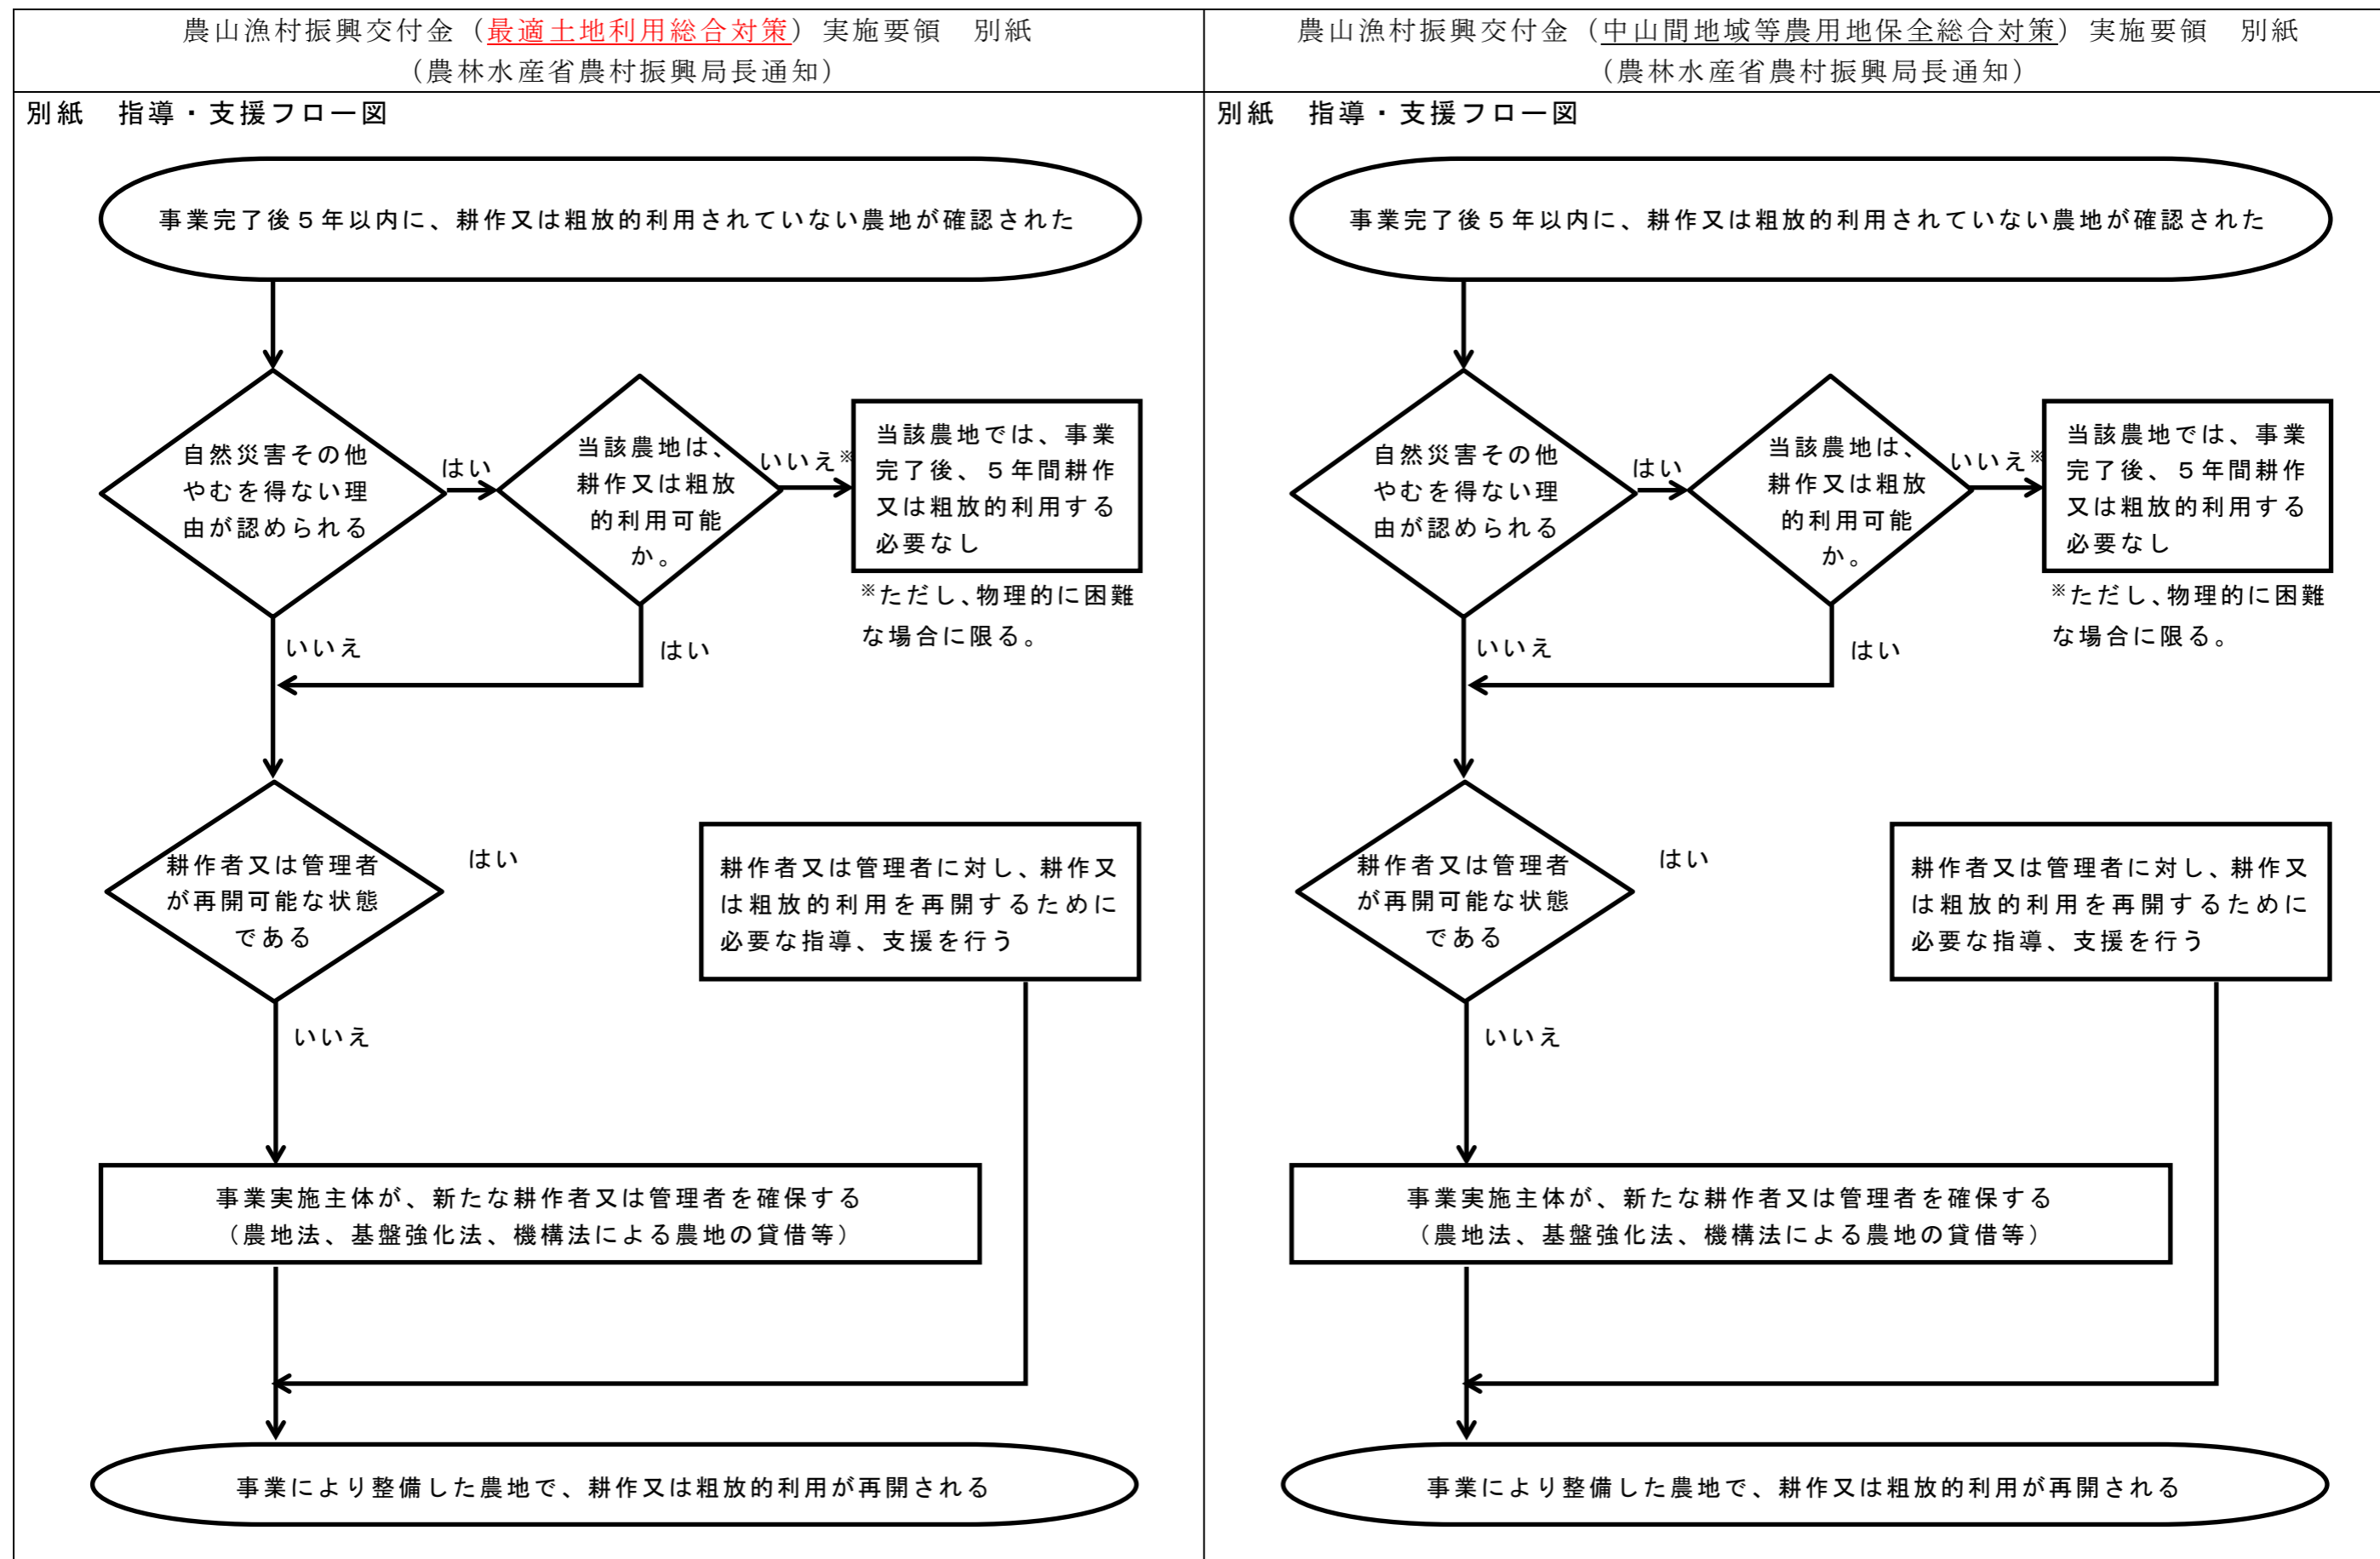 農山漁村振興交付金（最適土地利用総合対策）実施要領　別紙
（農林水産省農村振興局長通知）
別紙　指導・支援フロー図
事業完了後５年以内に、耕作又は粗放的利用されていない農地が確認された
自然災害その他
やむを得ない理
由が認められる
はい
当該農地は、
耕作又は粗放
的利用可能
か。
いいえ※
当該農地では、事業
完了後、５年間耕作
又は粗放的利用する
必要なし
※ただし、物理的に困難
な場合に限る。
いいえ
はい
耕作者又は管理者
が再開可能な状態
である
はい
耕作者又は管理者に対し、耕作又
は粗放的利用を再開するために
必要な指導、支援を行う
いいえ
事業実施主体が、新たな耕作者又は管理者を確保する
（農地法、基盤強化法、機構法による農地の貸借等）
事業により整備した農地で、耕作又は粗放的利用が再開される
農山漁村振興交付金（中山間地域等農用地保全総合対策）実施要領　別紙
（農林水産省農村振興局長通知）
別紙　指導・支援フロー図
事業完了後５年以内に、耕作又は粗放的利用されていない農地が確認された
自然災害その他
やむを得ない理
由が認められる
はい
当該農地は、
耕作又は粗放
的利用可能
か。
いいえ※
当該農地では、事業
完了後、５年間耕作
又は粗放的利用する
必要なし
※ただし、物理的に困難
な場合に限る。
いいえ
はい
耕作者又は管理者
が再開可能な状態
である
はい
耕作者又は管理者に対し、耕作又
は粗放的利用を再開するために
必要な指導、支援を行う
いいえ
事業実施主体が、新たな耕作者又は管理者を確保する
（農地法、基盤強化法、機構法による農地の貸借等）
事業により整備した農地で、耕作又は粗放的利用が再開される